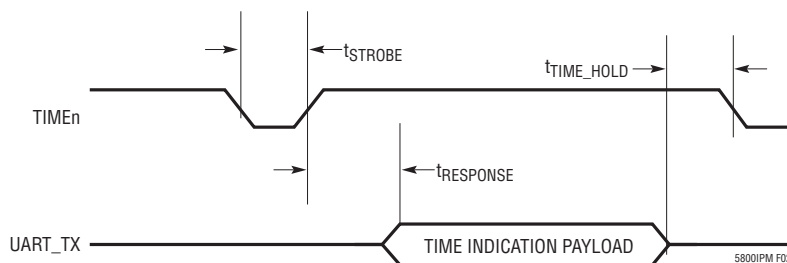 tSTROBE
tTIME_HOLD
TIMEn
tRESPONSE
UART_TX
TIME INDICATION PAYLOAD